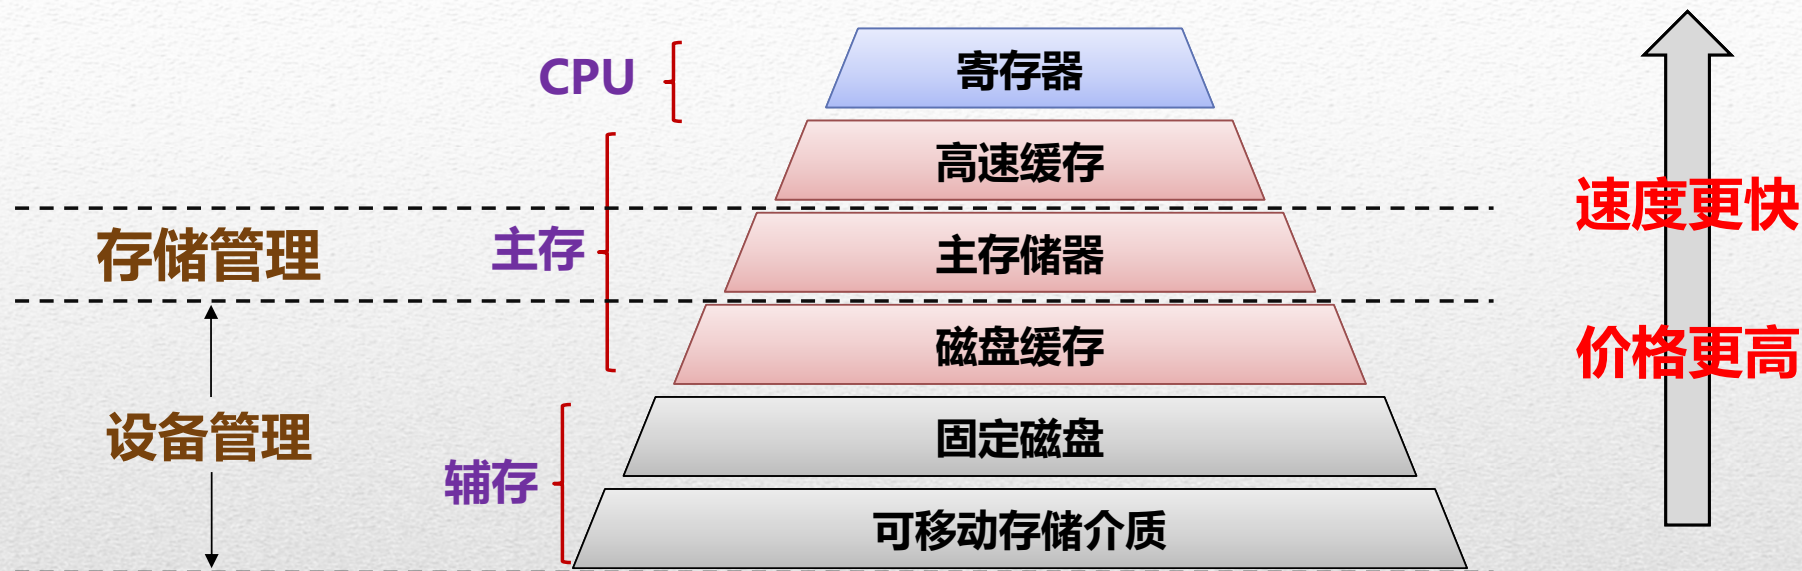 CPU
寄存器
高速缓存
速度更快
存储管理
主存
主存储器
磁盘缓存
价格更高
设备管理
固定磁盘
辅存
可移动存储介质